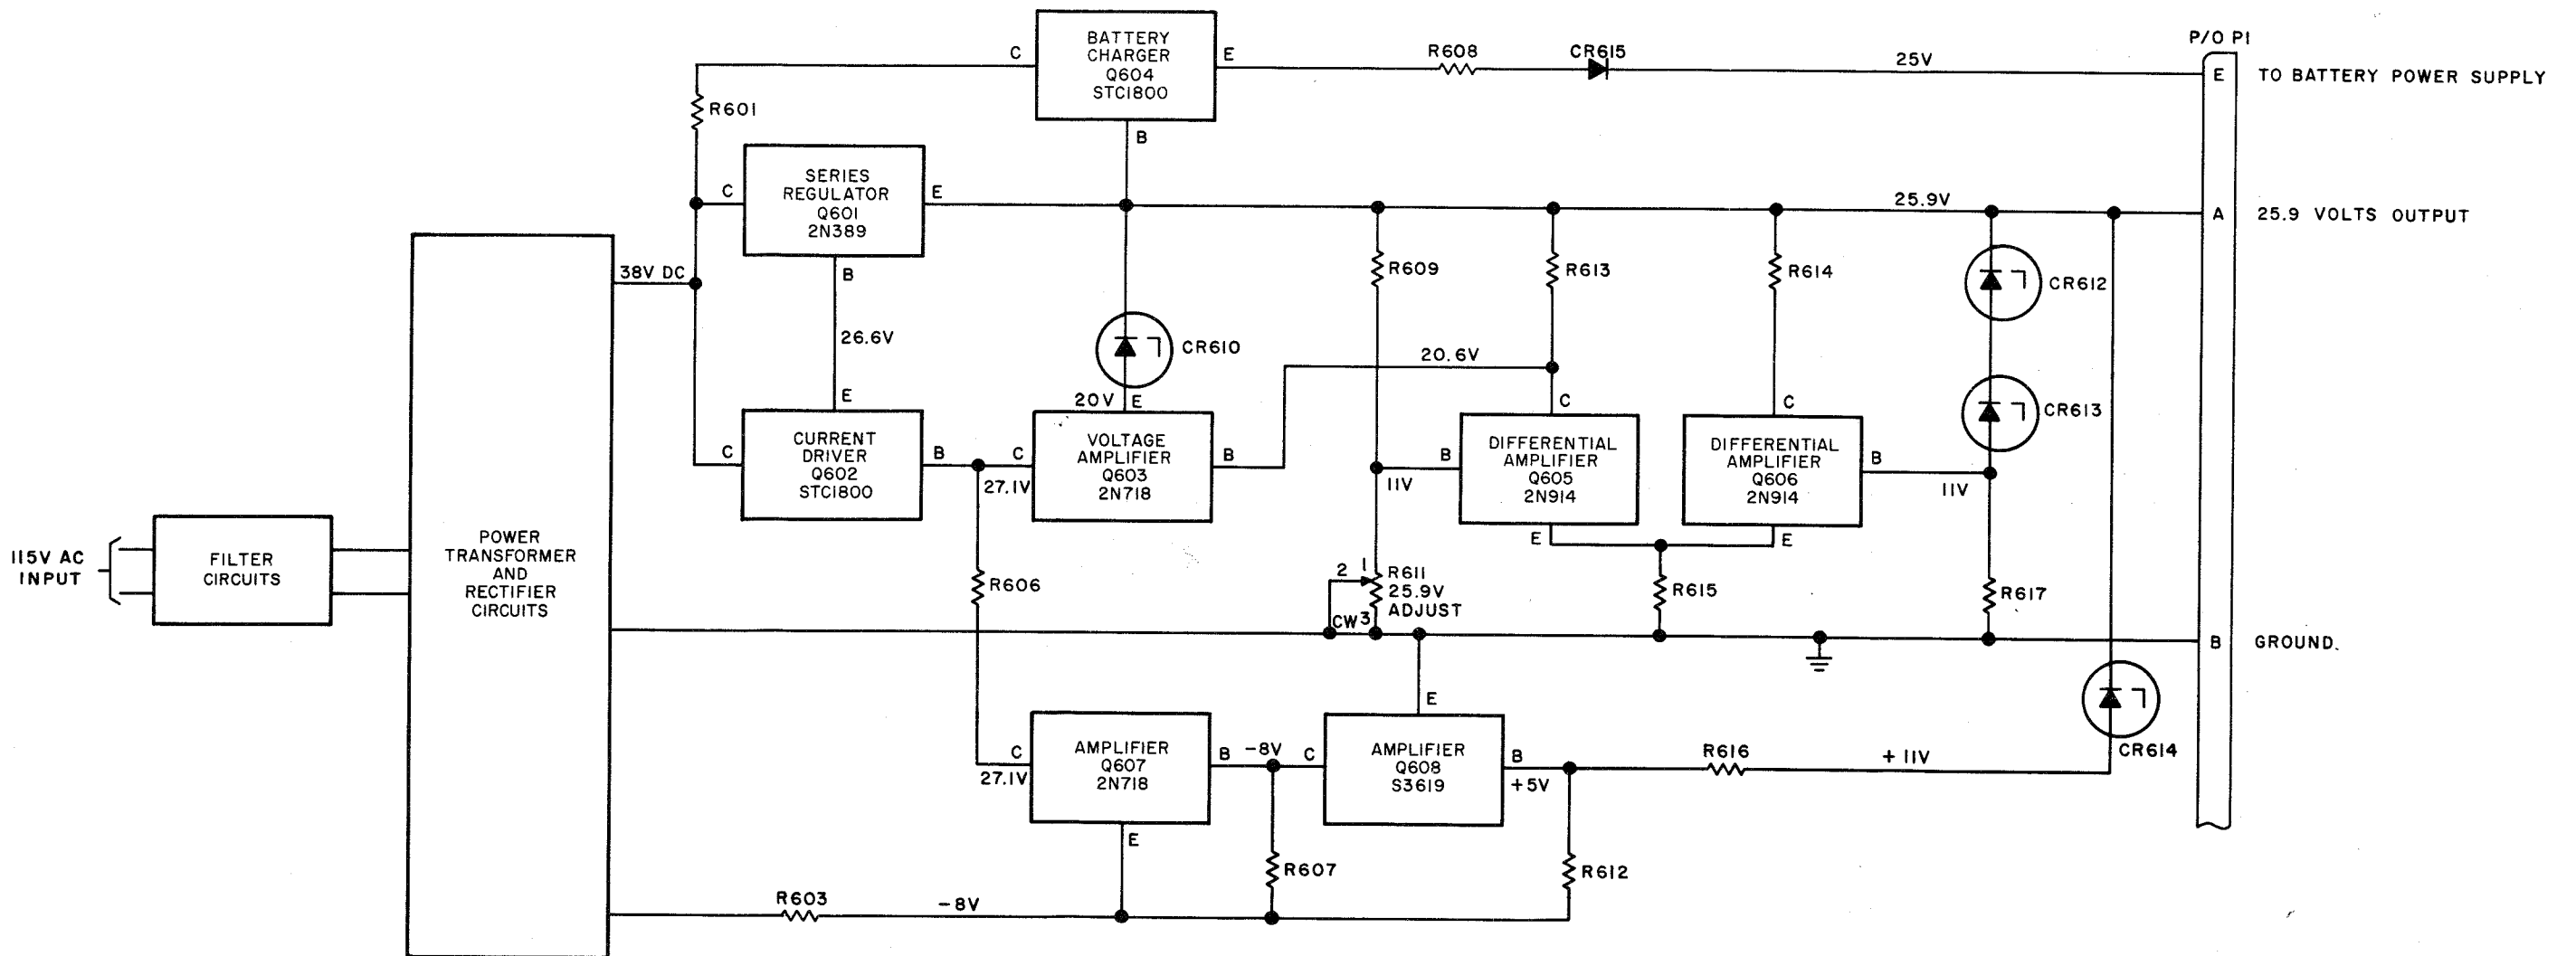 BATTERY
CHARGER
Q604
STC1800
C
E
B
R608
CR615
25V
P/O P1
E
TO BATTERY POWER SUPPLY
R601
SERIES
REGULATOR
Q601
2N389
C
E
B
25.9V
A
25.9 VOLTS OUTPUT
38V DC
R609
R613
R614
CR612
26.6V
CR610
20.6V
CR613
E
20V E
C
C
CURRENT
DRIVER
Q602
STC1800
C
B
27.1V
C
VOLTAGE
AMPLIFIER
Q603
2N718
B
11V
B
DIFFERENTIAL
AMPLIFIER
Q605
2N914
E
DIFFERENTIAL
AMPLIFIER
Q606
2N914
B
E
11V
115V AC
INPUT
FILTER
CIRCUITS
POWER
TRANSFORMER
AND
RECTIFIER
CIRCUITS
R606
2 1
R611
25.9V
ADJUST
CW 3
R615
R617
B
GROUND.
E
C
27.1V
AMPLIFIER
Q607
2N718
B
-8V
C
AMPLIFIER
Q608
S3619
B
+5V
R616
+ 11V
CR614
E
R607
R612
R603
-8V